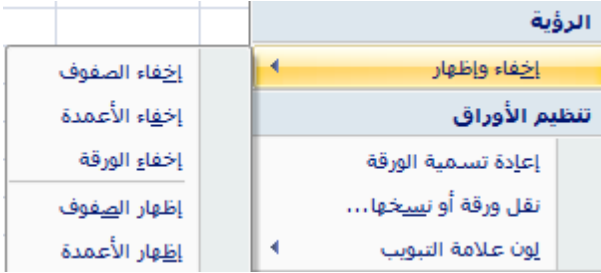 الرؤية
إخفاء وإظهار
إخفاء الصفوف
إخفاء الأعمدة
إخفاء الورقة
إظهار الصفوف
إظهار الأعمدة
تنظيم الأوراق
إعادة تسمية الورقة
نقل ورقة أو نسخها...
لون علامة التبويب